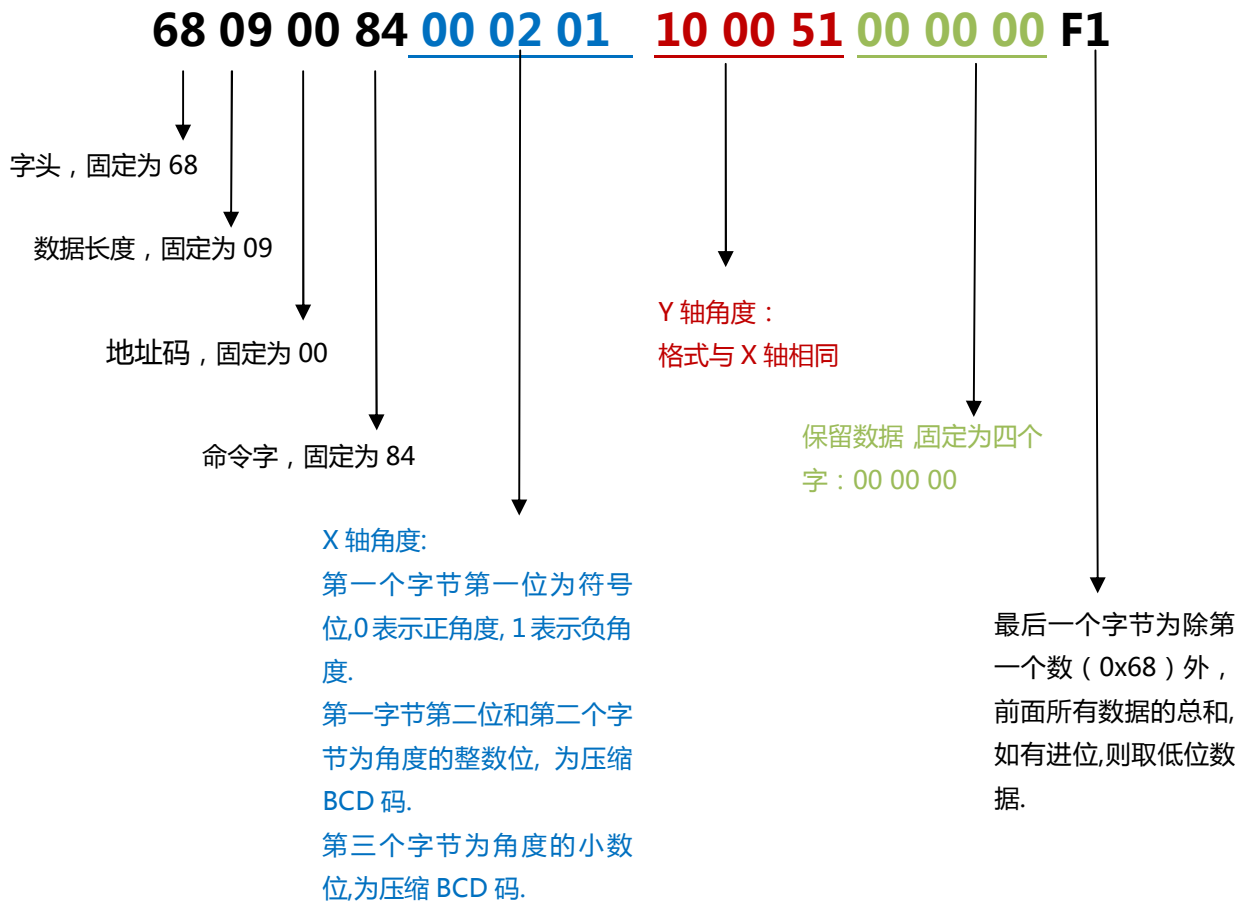 68 09 00 84 00 02 01 10 00 51 00 00 00 F1
字头，固定为 68
数据长度，固定为 09
地址码，固定为 00
命令字，固定为 84
X 轴角度:
第一个字节第一位为符号
位,0 表示正角度, 1 表示负角
度.
第一字节第二位和第二个字
节为角度的整数位, 为压缩
BCD 码.
第三个字节为角度的小数
位,为压缩 BCD 码.
Y 轴角度：
格式与 X 轴相同
保留数据 ,固定为四个
字：00 00 00
最后一个字节为除第
一个数（0x68）外，
前面所有数据的总和,
如有进位,则取低位数
据.